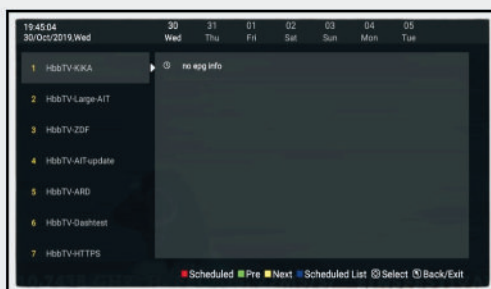 19:45:04 30 31 01 02 03 04 05
30/Oct/2019,Wed Wed Thu Fri Sat Sun Mon Tue
1 HbbTV-KiKA no epg info
2 HbbTV-Large-AIT
3 HbbTV-ZDF
4 HbbTV-AIT-update
5 HbbTV-ARD
6 HbbTV-Dashtest
7 HbbTV-HTTPS
Scheduled Pre Next Scheduled List Select Back/Exit